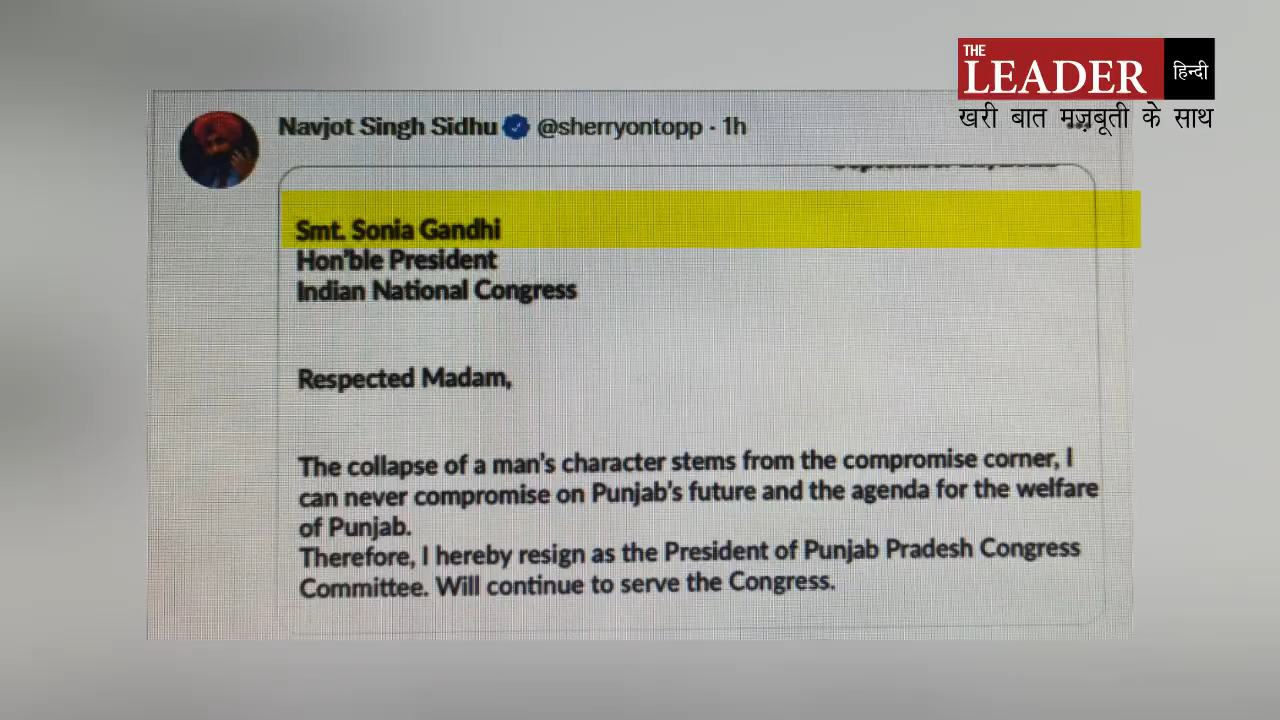 THE
LEADER हिन्दी
खरी बात मज़बूती के साथ
Navjot Singh Sidhu @sherryontopp · 1h
Smt. Sonia Gandhi
Hon'ble President
Indian National Congress
Respected Madam,
The collapse of a man's character stems from the compromise corner, I
can never compromise on Punjab's future and the agenda for the welfare
of Punjab.
Therefore, I hereby resign as the President of Punjab Pradesh Congress
Committee. Will continue to serve the Congress.